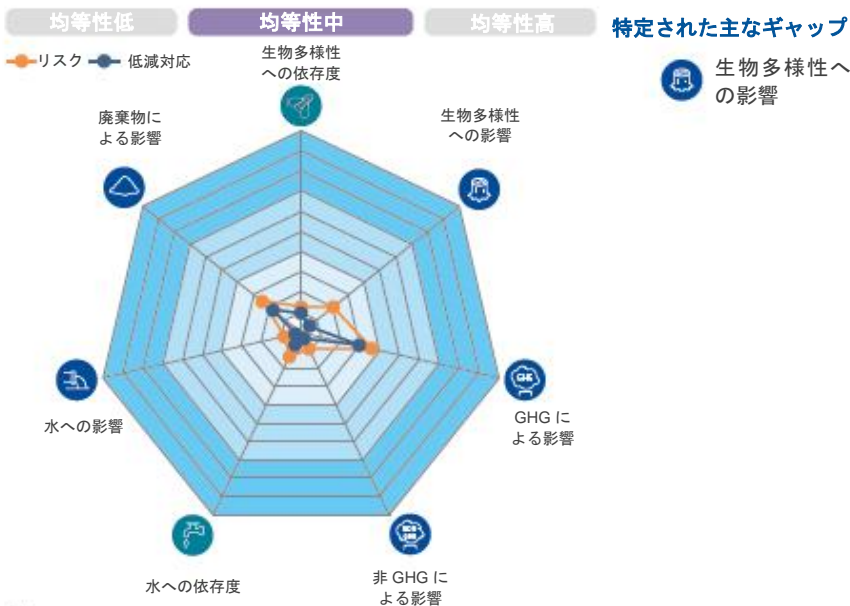 均等性低
均等性中
均等性高
特定された主なギャップ
リスク
低減対応
生物多様性
への依存度
生物多様性へ
の影響
廃棄物に
よる影響
生物多様性
への影響
GHG
GHG に
よる影響
水への影響
水への依存度
非 GHG に
よる影響